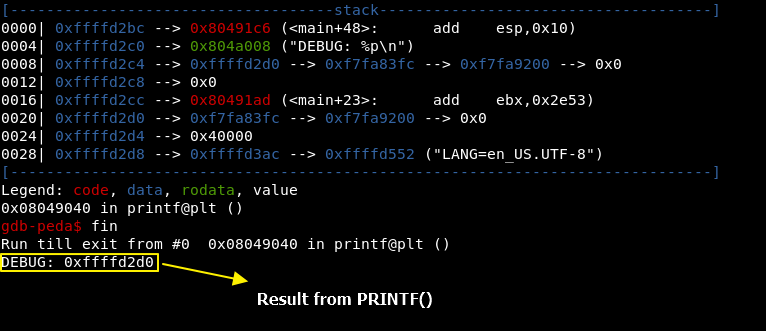 [------------------------------------stack-------------------------------------]
0000| 0xffffd2bc --> 0x80491c6 (<main+48>:      add    esp,0x10)
0004| 0xffffd2c0 --> 0x804a008 ("DEBUG: %p\n")
0008| 0xffffd2c4 --> 0xffffd2d0 --> 0xf7fa83fc --> 0xf7fa9200 --> 0x0
0012| 0xffffd2c8 --> 0x0
0016| 0xffffd2cc --> 0x80491ad (<main+23>:      add    ebx,0x2e53)
0020| 0xffffd2d0 --> 0xf7fa83fc --> 0xf7fa9200 --> 0x0
0024| 0xffffd2d4 --> 0x40000
0028| 0xffffd2d8 --> 0xffffd3ac --> 0xffffd552 ("LANG=en_US.UTF-8")
[------------------------------------------------------------------------------]
Legend: code, data, rodata, value
0x08049040 in printf@plt ()
gdb-peda$ fin
Run till exit from #0  0x08049040 in printf@plt ()
DEBUG: 0xffffd2d0
Result from PRINTF()